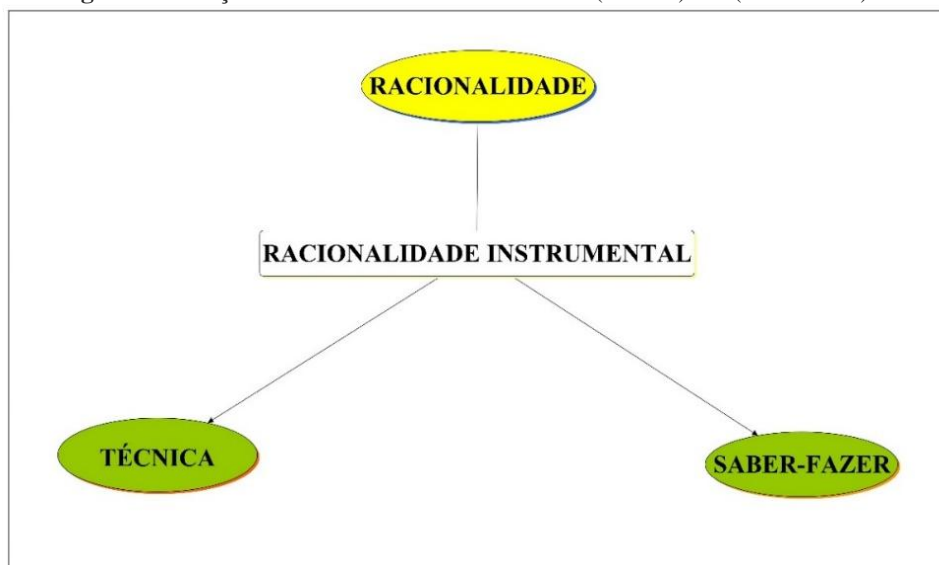 RACIONALIDADE
RACIONALIDADE INSTRUMENTAL
TÉCNICA
SABER-FAZER